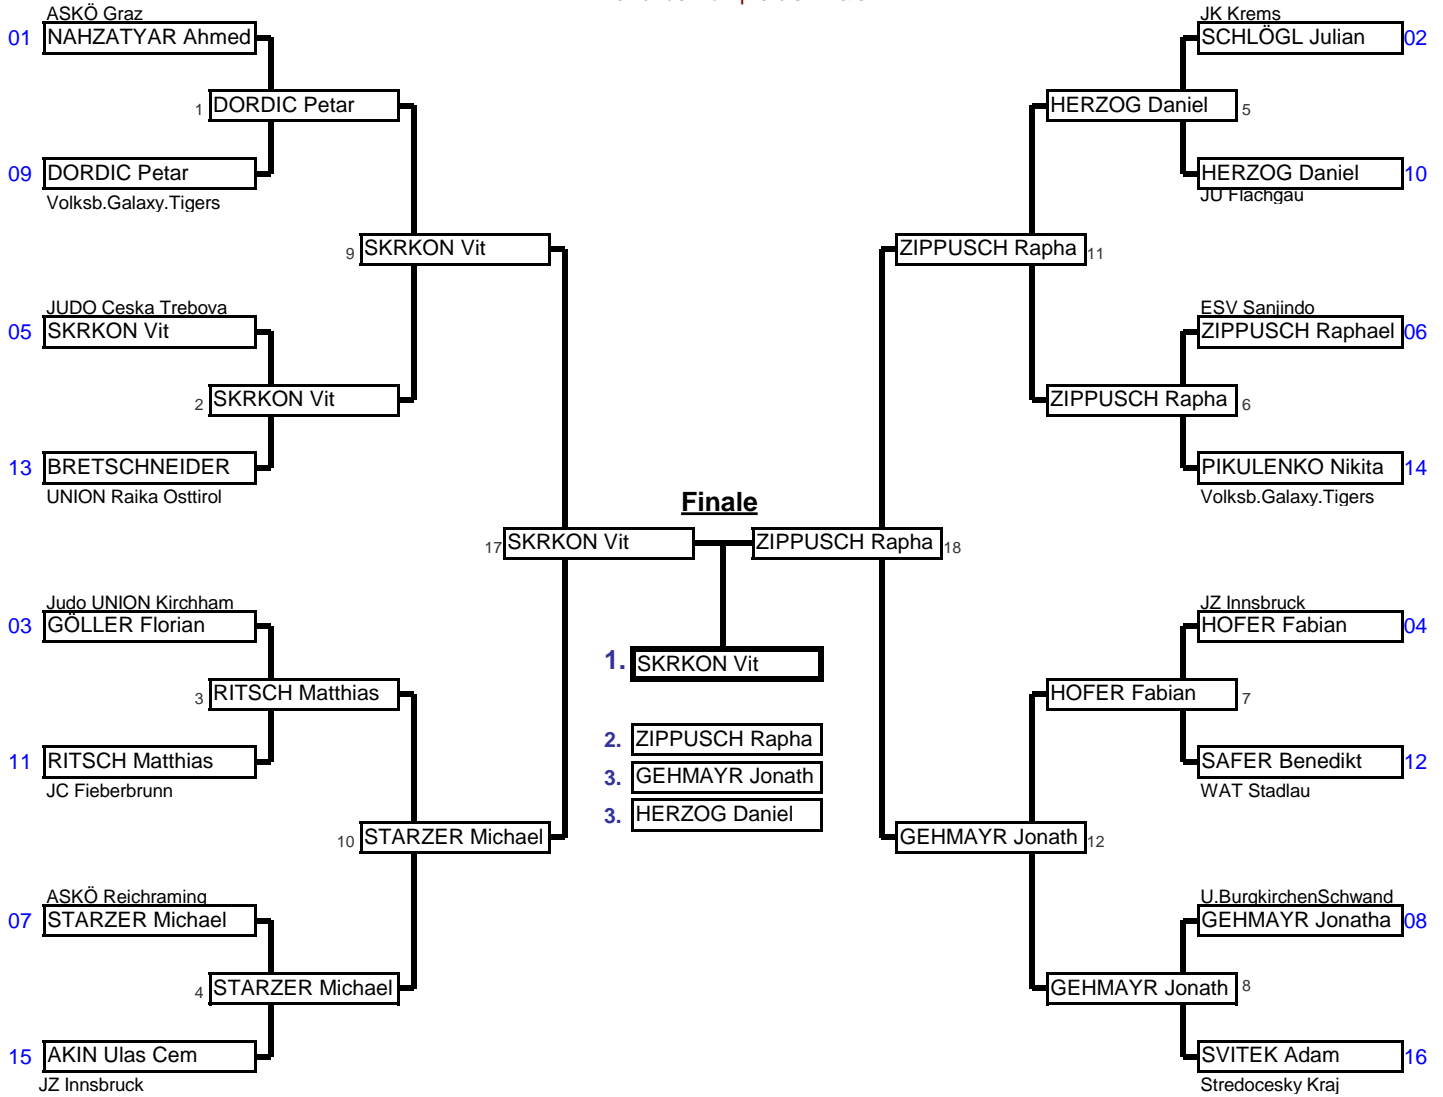 ASKÖ Graz
01 NAHZATYAR Ahmed
1 DORDIC Petar
09 DORDIC Petar
Volksb.Galaxy.Tigers
9 SKRKON Vit
JUDO Ceska Trebova
05 SKRKON Vit
2 SKRKON Vit
13 BRETSCHNEIDER
UNION Raika Osttirol
17 SKRKON Vit
Judo UNION Kirchham
03 GÖLLER Florian
3 RITSCH Matthias
11 RITSCH Matthias
JC Fieberbrunn
10 STARZER Michael
ASKÖ Reichraming
07 STARZER Michael
4 STARZER Michael
15 AKIN Ulas Cem
JZ Innsbruck
Finale
1. SKRKON Vit
2. ZIPPUSCH Rapha
3. GEHMAYR Jonath
3. HERZOG Daniel
JK Krems
SCHLÖGL Julian 02
HERZOG Daniel 5
HERZOG Daniel 10
JU Flachgau
ZIPPUSCH Rapha 11
ESV Sanjindo
ZIPPUSCH Raphael 06
ZIPPUSCH Rapha 6
PIKULENKO Nikita 14
Volksb.Galaxy.Tigers
ZIPPUSCH Rapha 18
JZ Innsbruck
HOFER Fabian 04
HOFER Fabian 7
SAFER Benedikt 12
WAT Stadlau
GEHMAYR Jonath 12
U.BurgkirchenSchwand
GEHMAYR Jonatha 08
GEHMAYR Jonath 8
SVITEK Adam 16
Stredocesky Kraj